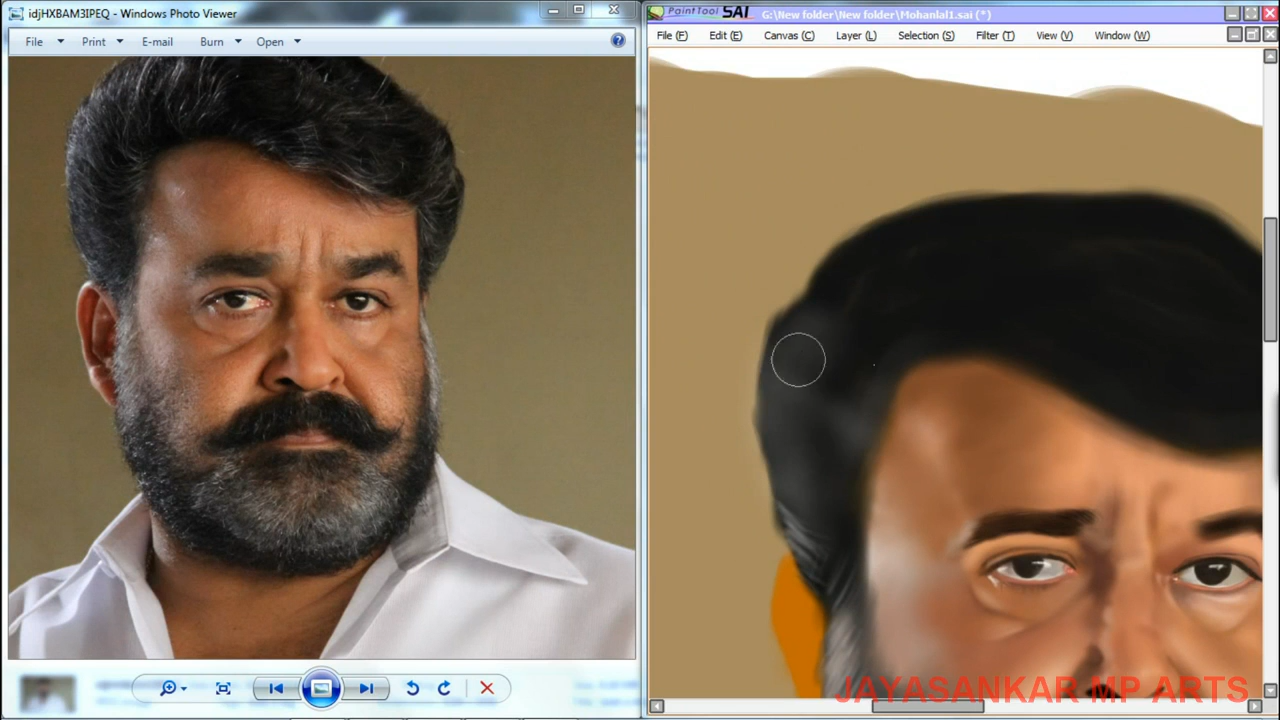 idjHXBAM3IPEQ - Windows Photo Viewer
File Print E-mail Burn Open
PaintTool SAI G:\New folder\New folder\Mohanlal1.sai (*)
File (F) Edit (E) Canvas (C) Layer (L) Selection (S) Filter (T) View (V) Window (W)
JAYASANKAR MP ARTS